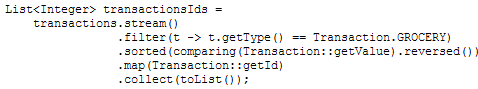 List<Integer> transactionsIds =
    transactions.stream()
                .filter(t -> t.getType() == Transaction.GROCERY)
                .sorted(comparing(Transaction::getValue).reversed())
                .map(Transaction::getId)
                .collect(toList());